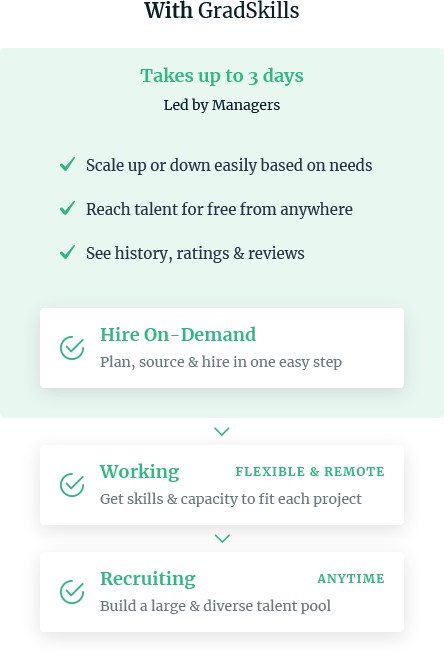 With GradSkills
Takes up to 3 days
Led by Managers
Scale up or down easily based on needs
Reach talent for free from anywhere
See history, ratings & reviews
Hire On-Demand
Plan, source & hire in one easy step
Working FLEXIBLE & REMOTE
Get skills & capacity to fit each project
Recruiting ANYTIME
Build a large & diverse talent pool